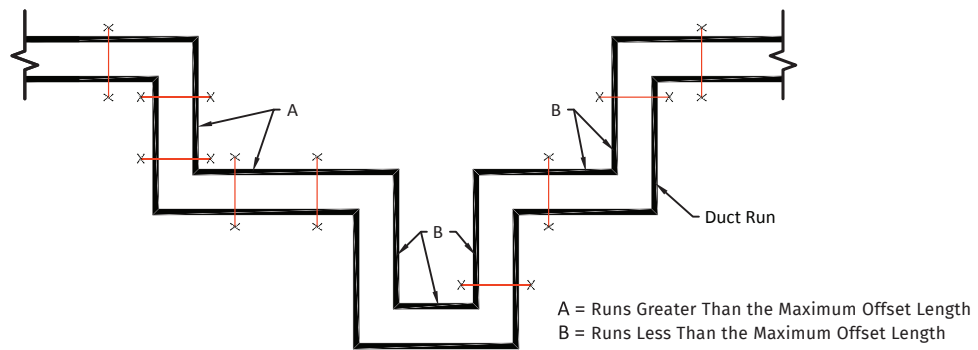 A
B
B
Duct Run
A = Runs Greater Than the Maximum Offset Length
B = Runs Less Than the Maximum Offset Length